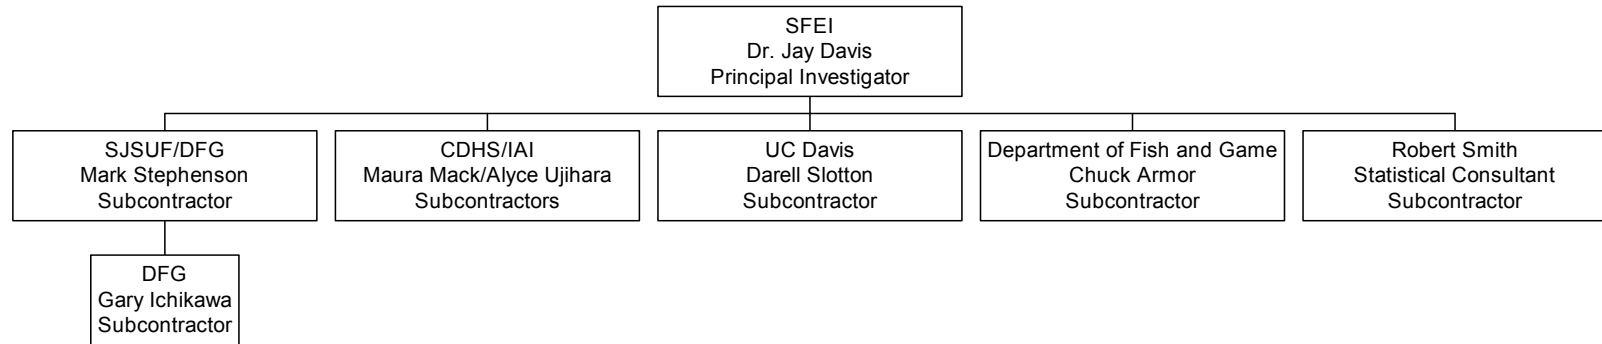 SFEI
Dr. Jay Davis
Principal Investigator
SJSUF/DFG
Mark Stephenson
Subcontractor
CDHS/IAI
Maura Mack/Alyce Ujihara
Subcontractors
UC Davis
Darell Slotton
Subcontractor
Department of Fish and Game
Chuck Armor
Subcontractor
Robert Smith
Statistical Consultant
Subcontractor
DFG
Gary Ichikawa
Subcontractor